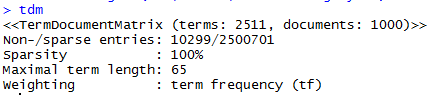 > tdm
<<TermDocumentMatrix (terms: 2511, documents: 1000)>>
Non-/sparse entries: 10299/2500701
Sparsity           : 100%
Maximal term length: 65
Weighting          : term frequency (tf)